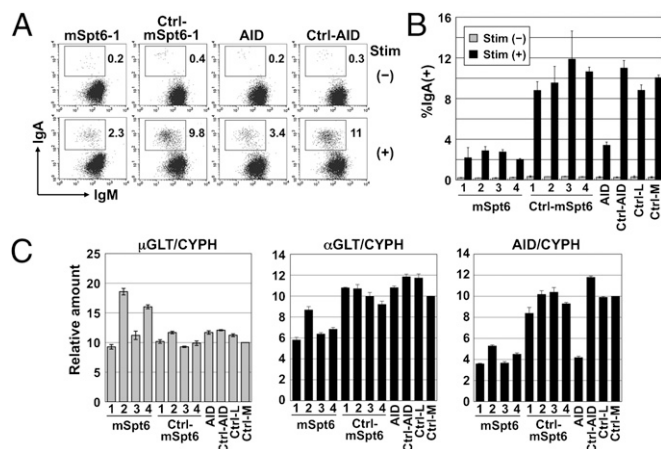 A
mSpt6-1
Ctrl-
mSpt6-1
AID
Ctrl-AID
Stim
0.2
0.4
0.2
0.3
(−)
2.3
9.8
3.4
11
(+)
IgA
IgM
B
Stim (−)
Stim (+)
%IgA(+)
16
12
8
4
0
1 2 3 4 1 2 3 4
mSpt6
Ctrl-mSpt6
AID
Ctrl-AID
Ctrl-L
Ctrl-M
C
μGLT/CYPH
Relative amount
25
20
15
10
5
0
1 2 3 4 1 2 3 4
mSpt6
Ctrl-
mSpt6
AID
Ctrl-AID
Ctrl-L
Ctrl-M
αGLT/CYPH
14
12
10
8
6
4
2
0
1 2 3 4 1 2 3 4
mSpt6
Ctrl-
mSpt6
AID
Ctrl-AID
Ctrl-L
Ctrl-M
AID/CYPH
14
12
10
8
6
4
2
0
1 2 3 4 1 2 3 4
mSpt6
Ctrl-
mSpt6
AID
Ctrl-AID
Ctrl-L
Ctrl-M